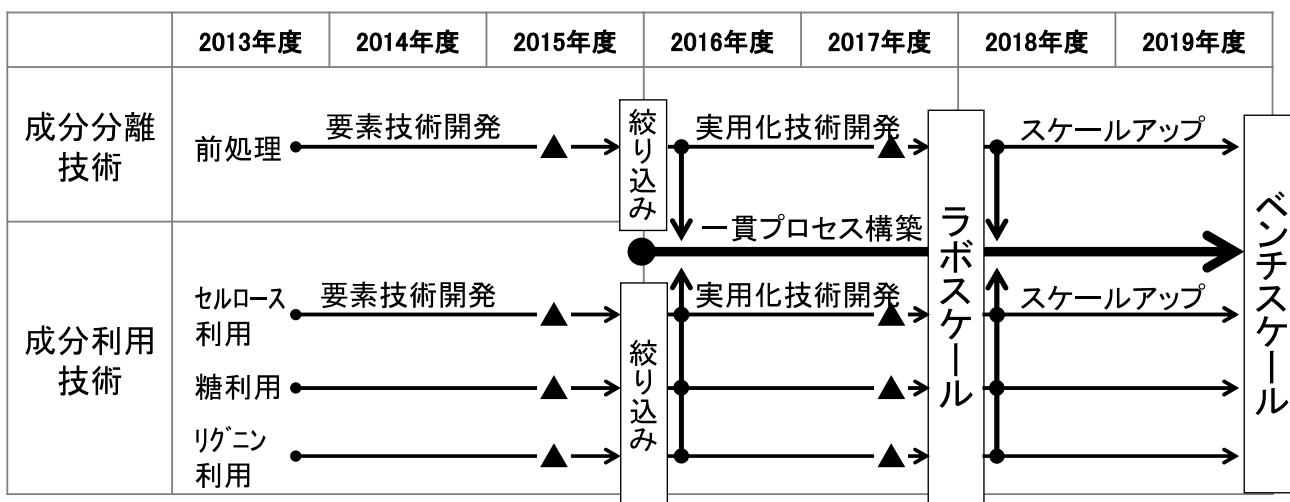 2013年度 2014年度 2015年度 2016年度 2017年度 2018年度 2019年度
成分分離
技術
前処理
要素技術開発
絞り込み
実用化技術開発
スケールアップ
一貫プロセス構築
ラボスケール
ベンチスケール
成分利用
技術
セルロース
利用
要素技術開発
絞り込み
実用化技術開発
スケールアップ
糖利用
リグニン
利用